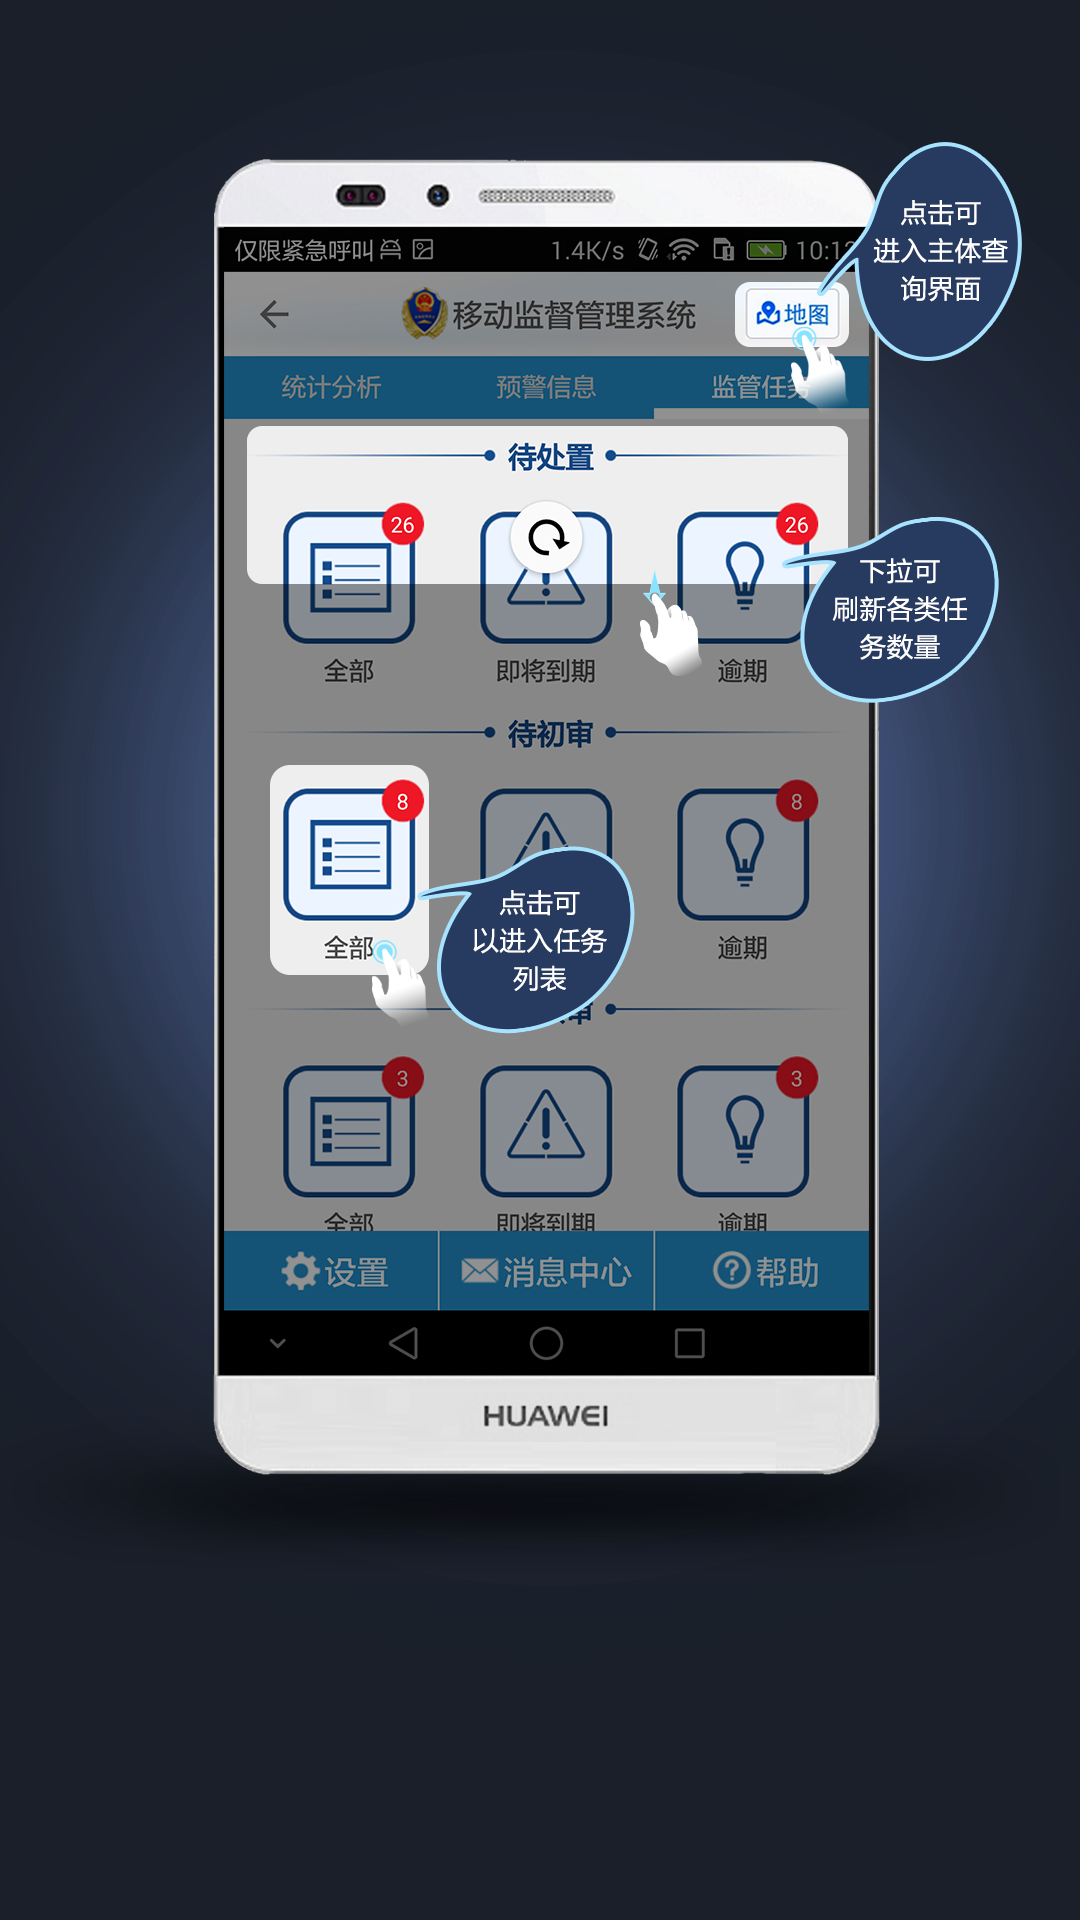 仅限紧急呼叫 1.4K/s 10:12
点击可
进入主体查
询界面
移动监督管理系统 地图
统计分析 预警信息 监管任务
待处置
26 26
全部 即将到期 逾期
下拉可
刷新各类任
务数量
待初审
8 8
全部 逾期
点击可
以进入任务
列表
审
3 3
全部 即将到期 逾期
设置 消息中心 帮助
HUAWEI